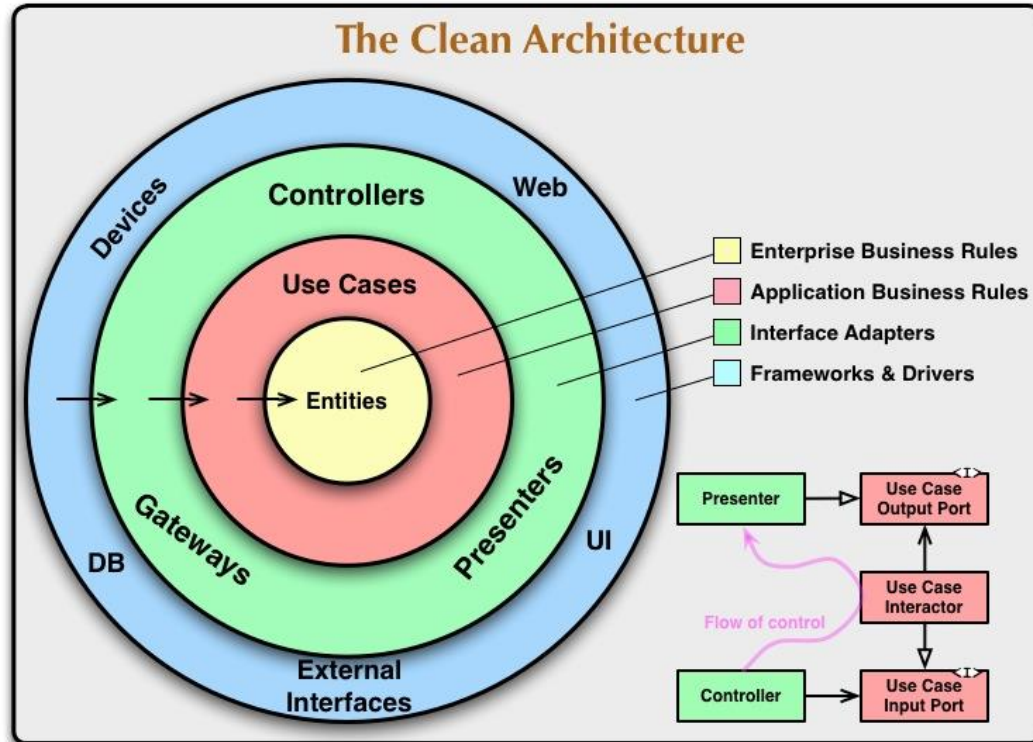 The Clean Architecture
Devices
Controllers
Web
Use Cases
Entities
Gateways
Presenters
DB
UI
External
Interfaces
Enterprise Business Rules
Application Business Rules
Interface Adapters
Frameworks & Drivers
Presenter
<I>
Use Case
Output Port
Use Case
Interactor
Flow of control
Controller
<I>
Use Case
Input Port